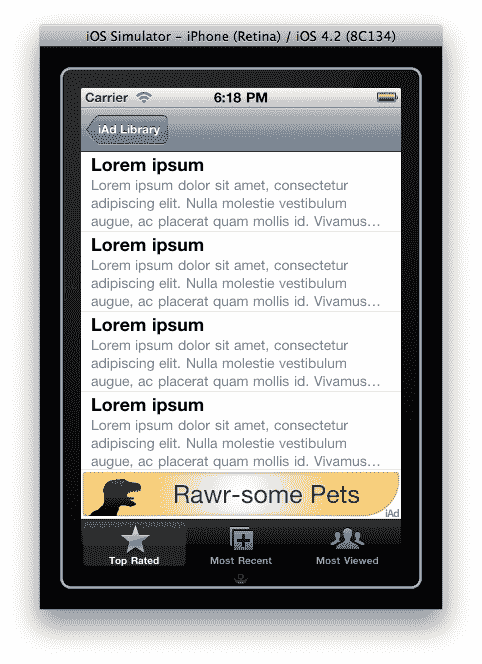 iOS Simulator - iPhone (Retina) / iOS 4.2 (8C134)
Carrier 6:18 PM
iAd Library
Lorem ipsum
Lorem ipsum dolor sit amet, consectetur
adipiscing elit. Nulla molestie vestibulum
augue, ac placerat quam mollis id. Vivamus…
Lorem ipsum
Lorem ipsum dolor sit amet, consectetur
adipiscing elit. Nulla molestie vestibulum
augue, ac placerat quam mollis id. Vivamus…
Lorem ipsum
Lorem ipsum dolor sit amet, consectetur
adipiscing elit. Nulla molestie vestibulum
augue, ac placerat quam mollis id. Vivamus…
Lorem ipsum
Lorem ipsum dolor sit amet, consectetur
adipiscing elit. Nulla molestie vestibulum
augue, ac placerat quam mollis id. Vivamus…
Rawr-some Pets
iAd
Top Rated Most Recent Most Viewed